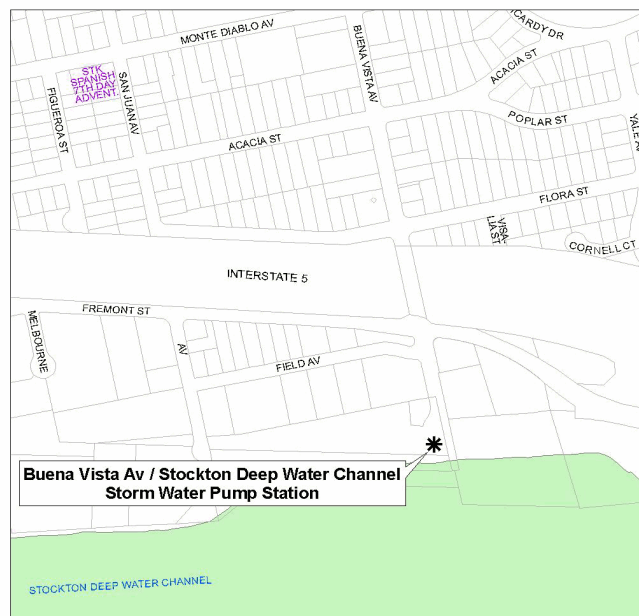 MONTE DIABLO AV
BUENA VISTA AV
ICARDY DR
ACACIA ST
STK
SPANISH
7TH DAY
ADVENT.
SAN JUAN AV
FIGUEROA ST
ACACIA ST
POPLAR ST
YALE AV
FLORA ST
VISA-
LIA ST
CORNELL CT
INTERSTATE 5
FREMONT ST
MELBOURNE
AV
FIELD AV
Buena Vista Av / Stockton Deep Water Channel
Storm Water Pump Station
STOCKTON DEEP WATER CHANNEL